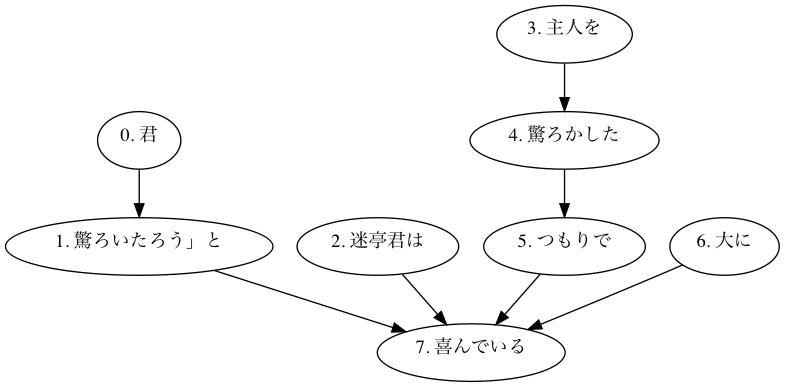 3. 主人を
0. 君
4. 驚ろかした
1. 驚ろいたろう」と
2. 迷亭君は
5. つもりで
6. 大に
7. 喜んでいる